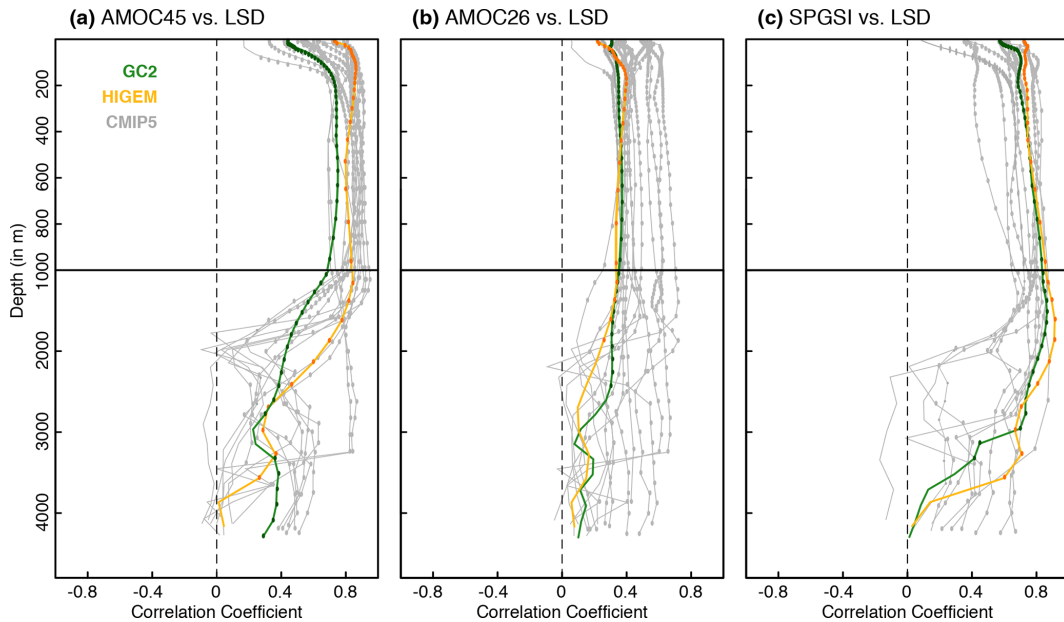 (a) AMOC45 vs. LSD
(b) AMOC26 vs. LSD
(c) SPGSI vs. LSD
GC2
HIGEM
CMIP5
Depth (in m)
200
400
600
800
1000
2000
3000
4000
-0.8 -0.4 0 0.4 0.8
-0.8 -0.4 0 0.4 0.8
-0.8 -0.4 0 0.4 0.8
Correlation Coefficient
Correlation Coefficient
Correlation Coefficient